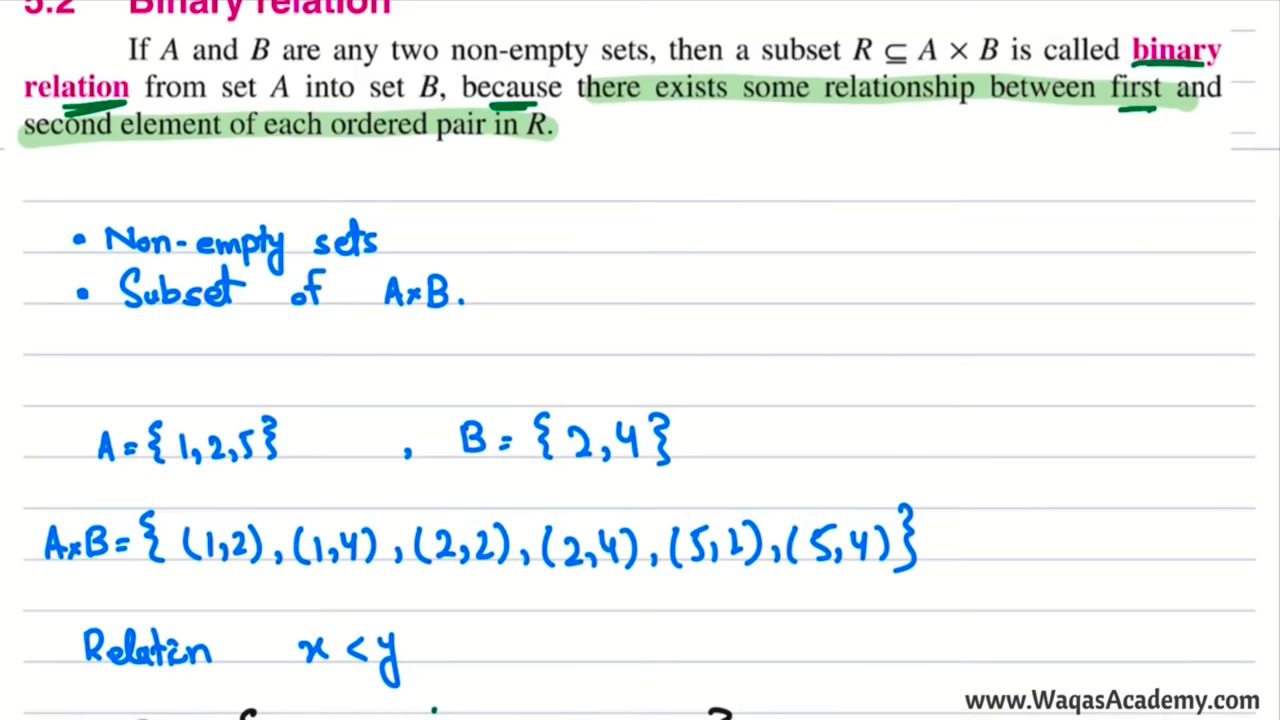 5.2 Binary relation
If A and B are any two non-empty sets, then a subset R ⊆ A × B is called binary
relation from set A into set B, because there exists some relationship between first and
second element of each ordered pair in R.
• Non-empty sets
• Subset of A×B.
A = {1,2,5} , B = {2,4}
A×B = { (1,2), (1,4), (2,2), (2,4), (5,2), (5,4) }
Relation x < y
www.WaqasAcademy.com